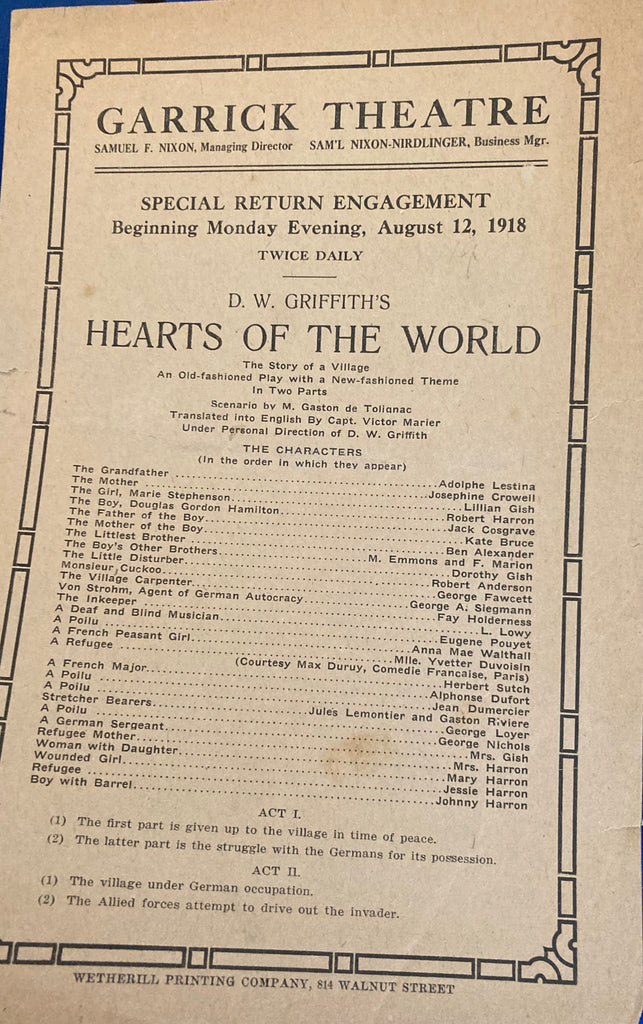 GARRICK THEATRE
SAMUEL F. NIXON, Managing Director SAM'L NIXON-NIRDLINGER, Business Mgr.
SPECIAL RETURN ENGAGEMENT
Beginning Monday Evening, August 12, 1918
TWICE DAILY
D. W. GRIFFITH'S
HEARTS OF THE WORLD
The Story of a Village
An Old-fashioned Play with a New-fashioned Theme
In Two Parts
Scenario by M. Gaston de Tolignac
Translated into English By Capt. Victor Marier
Under Personal Direction of D. W. Griffith
THE CHARACTERS
(In the order in which they appear)
The Grandfather ........ Adolphe Lestina
The Mother ........ Josephine Crowell
The Girl, Marie Stephenson ........ Lillian Gish
The Boy, Douglas Gordon Hamilton ........ Robert Harron
The Father of the Boy ........ Jack Cosgrave
The Mother of the Boy ........ Kate Bruce
The Littlest Brother ........ Ben Alexander
The Boy's Other Brothers ........ M. Emmons and F. Marion
The Little Disturber ........ Dorothy Gish
Monsieur Cuckoo ........ Robert Anderson
The Village Carpenter ........ George Fawcett
Von Strohm, Agent of German Autocracy ........ George A. Siegmann
The Inkeeper ........ Fay Holderness
A Deaf and Blind Musician ........ L. Lowy
A Poilu ........ Eugene Pouyet
A French Peasant Girl ........ Anna Mae Walthall
A Refugee ........ Mlle. Yvetter Duvoisin
(Courtesy Max Duruy, Comedie Francaise, Paris)
A French Major ........ Herbert Sutch
A Poilu ........ Alphonse Dufort
A Poilu ........ Jean Dumercier
Stretcher Bearers ........ Jules Lemontier and Gaston Riviere
A Poilu ........ George Loyer
A German Sergeant ........ George Nichols
Refugee Mother ........ Mrs. Gish
Woman with Daughter ........ Mrs. Harron
Wounded Girl ........ Mary Harron
Refugee ........ Jessie Harron
Boy with Barrel ........ Johnny Harron
ACT I.
(1) The first part is given up to the village in time of peace.
(2) The latter part is the struggle with the Germans for its possession.
ACT II.
(1) The village under German occupation.
(2) The Allied forces attempt to drive out the invader.
WETHERILL PRINTING COMPANY, 814 WALNUT STREET